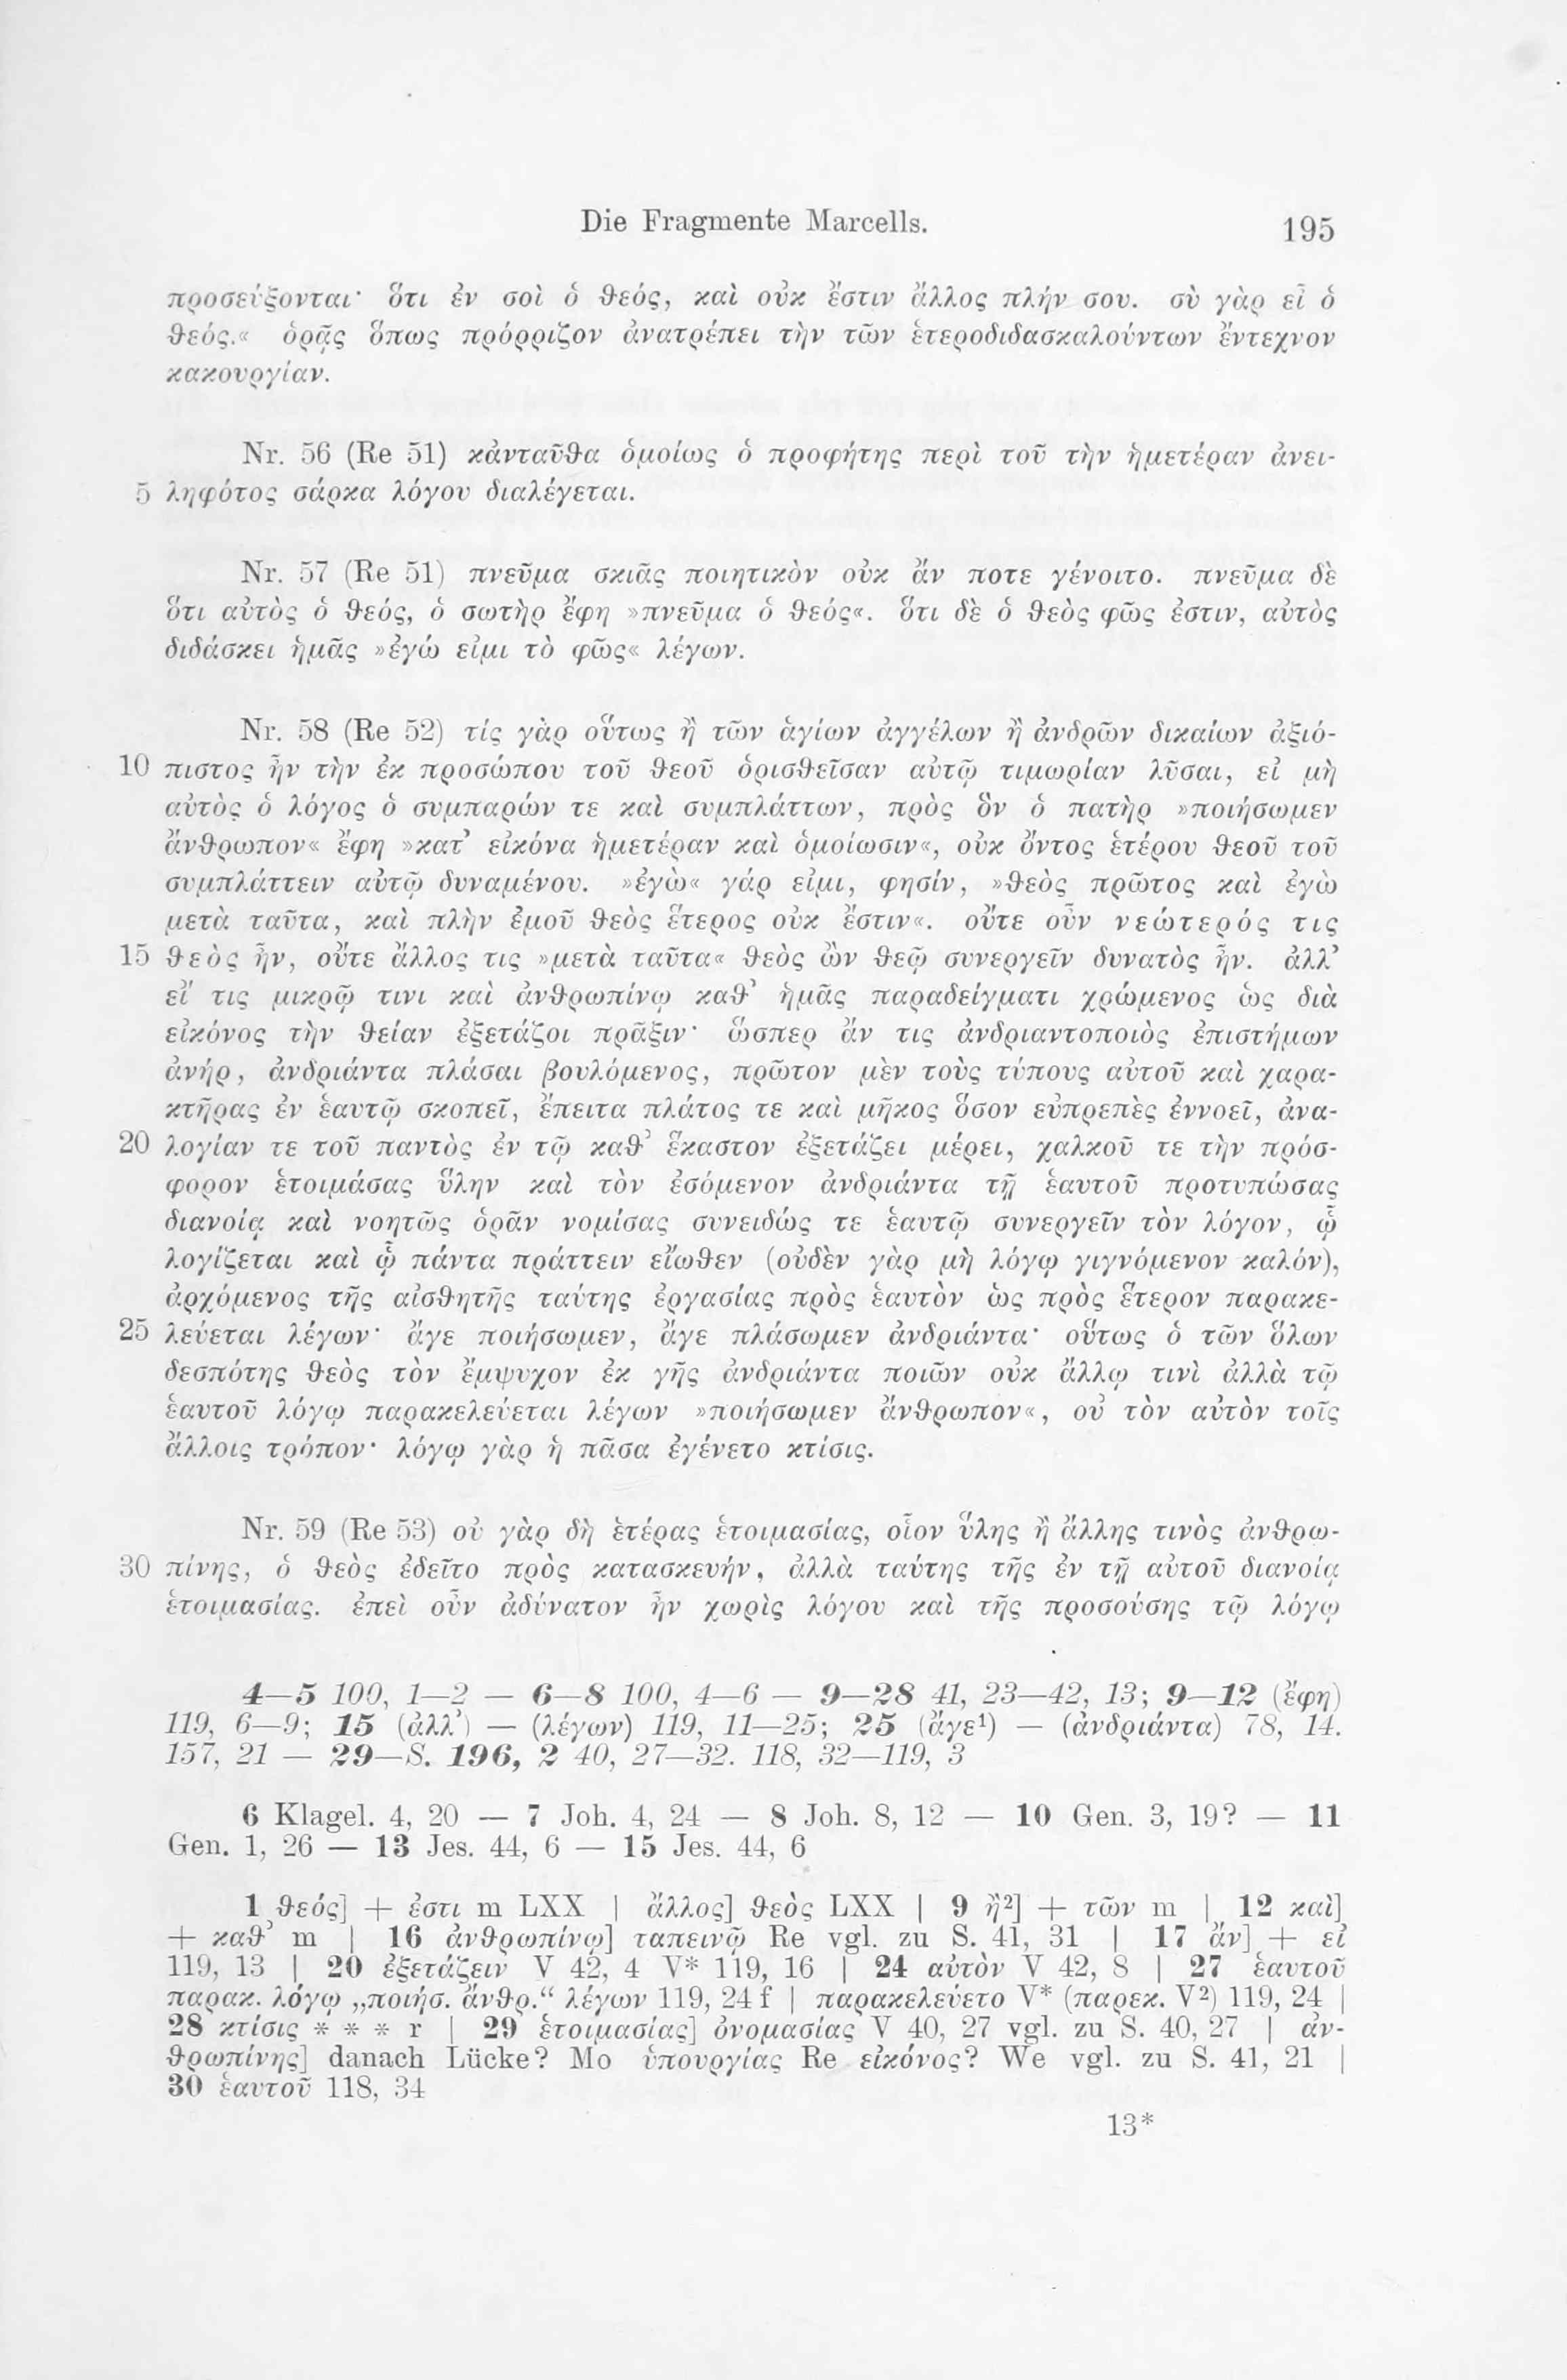 Die Fragmente Marcells. 195
προσεύξονται· ὅτι ἐν σοὶ ὁ θεός, καὶ οὐκ ἔστιν ἄλλος πλήν σου. σὺ γὰρ εἶ ὁ
θεός.« ὁρᾷς ὅπως πρόρριζον ἀνατρέπει τὴν τῶν ἑτεροδιδασκαλούντων ἔντεχνον
κακουργίαν.
Nr. 56 (Re 51) κἀνταῦθα ὁμοίως ὁ προφήτης περὶ τοῦ τὴν ἡμετέραν ἀνει-
5 ληφότος σάρκα λόγου διαλέγεται.
Nr. 57 (Re 51) πνεῦμα σκιᾶς ποιητικὸν οὐκ ἄν ποτε γένοιτο. πνεῦμα δὲ
ὅτι αὐτὸς ὁ θεός, ὁ σωτὴρ ἔφη »πνεῦμα ὁ θεός«. ὅτι δὲ ὁ θεὸς φῶς ἐστιν, αὐτὸς
διδάσκει ἡμᾶς »ἐγώ εἰμι τὸ φῶς« λέγων.
Nr. 58 (Re 52) τίς γὰρ οὕτως ἢ τῶν ἁγίων ἀγγέλων ἢ ἀνδρῶν δικαίων ἀξιό-
10 πιστος ἦν τὴν ἐκ προσώπου τοῦ θεοῦ ὁρισθεῖσαν αὐτῷ τιμωρίαν λῦσαι, εἰ μὴ
αὐτὸς ὁ λόγος ὁ συμπαρών τε καὶ συμπλάττων, πρὸς ὃν ὁ πατὴρ »ποιήσωμεν
ἄνθρωπον« ἔφη »κατ’ εἰκόνα ἡμετέραν καὶ ὁμοίωσιν«, οὐκ ὄντος ἑτέρου θεοῦ τοῦ
συμπλάττειν αὐτῷ δυναμένου. »ἐγὼ« γάρ εἰμι, φησίν, »θεὸς πρῶτος καὶ ἐγὼ
μετὰ ταῦτα, καὶ πλὴν ἐμοῦ θεὸς ἕτερος οὐκ ἔστιν«. οὔτε οὖν νεώτερός τις
15 θεὸς ἦν, οὔτε ἄλλος τις »μετὰ ταῦτα« θεὸς ὢν θεῷ συνεργεῖν δυνατὸς ἦν. ἀλλ’
εἴ τις μικρῷ τινι καὶ ἀνθρωπίνῳ καθ’ ἡμᾶς παραδείγματι χρώμενος ὡς διὰ
εἰκόνος τὴν θείαν ἐξετάζοι πρᾶξιν· ὥσπερ ἄν τις ἀνδριαντοποιὸς ἐπιστήμων
ἀνήρ, ἀνδριάντα πλάσαι βουλόμενος, πρῶτον μὲν τοὺς τύπους αὐτοῦ καὶ χαρα-
κτῆρας ἐν ἑαυτῷ σκοπεῖ, ἔπειτα πλάτος τε καὶ μῆκος ὅσον εὐπρεπὲς ἐννοεῖ, ἀνα-
20 λογίαν τε τοῦ παντὸς ἐν τῷ καθ’ ἕκαστον ἐξετάζει μέρει, χαλκοῦ τε τὴν πρόσ-
φορον ἑτοιμάσας ὕλην καὶ τὸν ἐσόμενον ἀνδριάντα τῇ ἑαυτοῦ προτυπώσας
διανοίᾳ καὶ νοητῶς ὁρᾶν νομίσας συνειδώς τε ἑαυτῷ συνεργεῖν τὸν λόγον, ᾧ
λογίζεται καὶ ᾧ πάντα πράττειν εἴωθεν (οὐδὲν γὰρ μὴ λόγῳ γιγνόμενον καλόν),
ἀρχόμενος τῆς αἰσθητῆς ταύτης ἐργασίας πρὸς ἑαυτὸν ὡς πρὸς ἕτερον παρακε-
25 λεύεται λέγων· ἄγε ποιήσωμεν, ἄγε πλάσωμεν ἀνδριάντα· οὕτως ὁ τῶν ὅλων
δεσπότης θεὸς τὸν ἔμψυχον ἐκ γῆς ἀνδριάντα ποιῶν οὐκ ἄλλῳ τινὶ ἀλλὰ τῷ
ἑαυτοῦ λόγῳ παρακελεύεται λέγων »ποιήσωμεν ἄνθρωπον«, οὐ τὸν αὐτὸν τοῖς
ἄλλοις τρόπον· λόγῳ γὰρ ἡ πᾶσα ἐγένετο κτίσις.
Nr. 59 (Re 53) οὐ γὰρ δὴ ἑτέρας ἑτοιμασίας, οἷον ὕλης ἢ ἄλλης τινὸς ἀνθρω-
30 πίνης, ὁ θεὸς ἐδεῖτο πρὸς κατασκευήν, ἀλλὰ ταύτης τῆς ἐν τῇ αὐτοῦ διανοίᾳ
ἑτοιμασίας. ἐπεὶ οὖν ἀδύνατον ἦν χωρὶς λόγου καὶ τῆς προσούσης τῷ λόγῳ
4—5 100, 1—2 — 6—8 100, 4—6 — 9—28 41, 23—42, 13; 9—12 (ἔφη)
119, 6—9; 15 (ἀλλ’) — (λέγων) 119, 11—25; 25 (ἄγε¹) — (ἀνδριάντα) 78, 14.
157, 21 — 29—S. 196, 2 40, 27—32. 118, 32—119, 3
6 Klagel. 4, 20 — 7 Joh. 4, 24 — 8 Joh. 8, 12 — 10 Gen. 3, 19? — 11
Gen. 1, 26 — 13 Jes. 44, 6 — 15 Jes. 44, 6
1 θεός] + ἐστι m LXX | ἄλλος] θεὸς LXX | 9 ἢ²] + τῶν m | 12 καὶ]
+ καθ’ m | 16 ἀνθρωπίνῳ] ταπεινῷ Re vgl. zu S. 41, 31 | 17 ἄν] + εἰ
119, 13 | 20 ἐξετάζειν V 42, 4 V* 119, 16 | 24 αὐτὸν V 42, 8 | 27 ἑαυτοῦ
παρακ. λόγῳ „ποιήσ. ἄνθρ.“ λέγων 119, 24 f | παρακελεύετο V* (παρεκ. V²) 119, 24 |
28 κτίσις * * * r | 29 ἑτοιμασίας] ὀνομασίας V 40, 27 vgl. zu S. 40, 27 | ἀν-
θρωπίνης] danach Lücke? Mo ὑπουργίας Re εἰκόνος? We vgl. zu S. 41, 21 |
30 ἑαυτοῦ 118, 34
13*